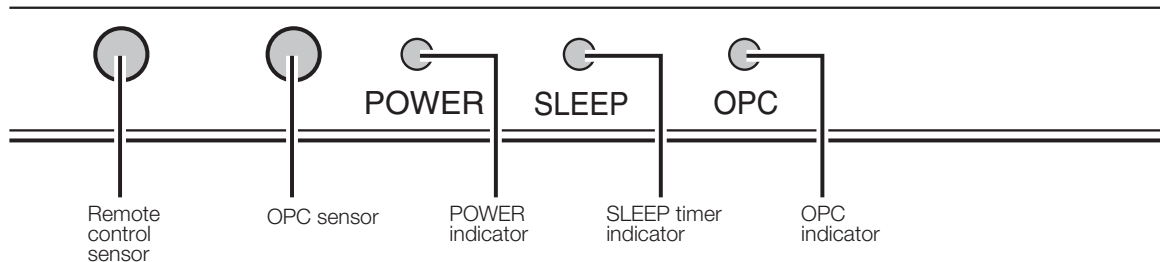 POWER
SLEEP
OPC
Remote
control
sensor
OPC sensor
POWER
indicator
SLEEP timer
indicator
OPC
indicator